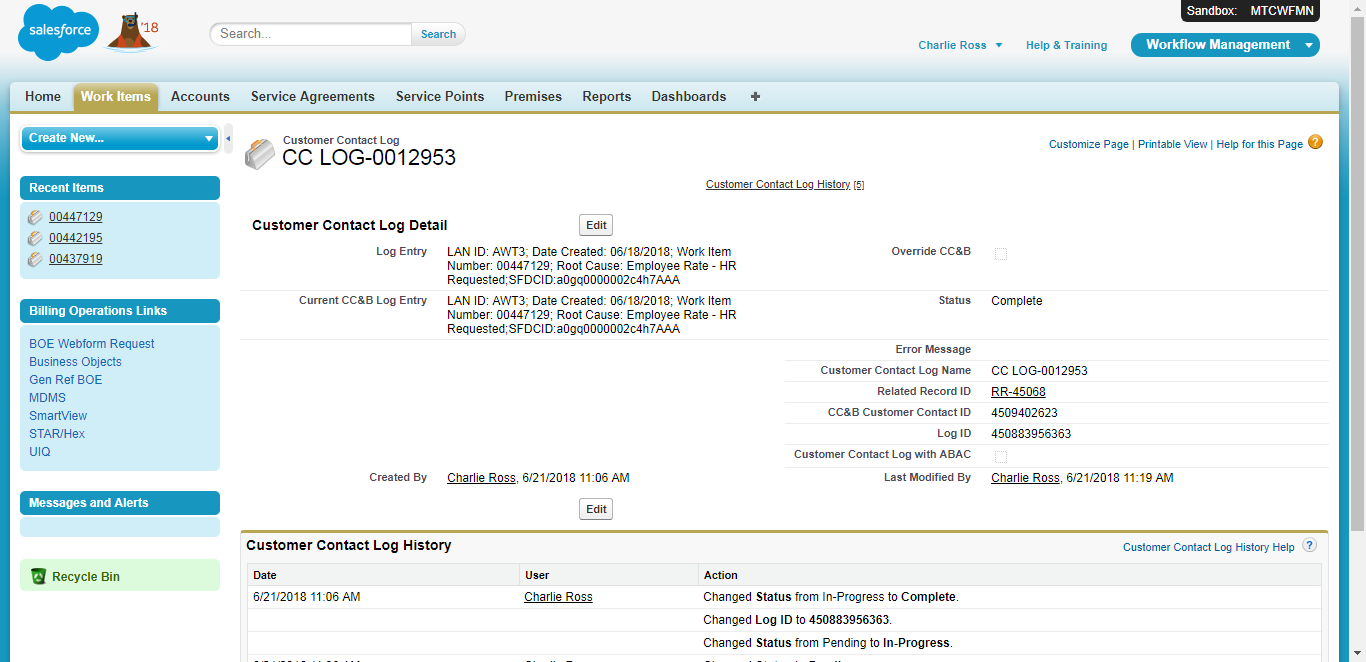 Sandbox: MTCWFMN
salesforce
'18
Search...
Search
Charlie Ross
Help & Training
Workflow Management
Home
Work Items
Accounts
Service Agreements
Service Points
Premises
Reports
Dashboards
+
Create New...
Recent Items
00447129
00442195
00437919
Billing Operations Links
BOE Webform Request
Business Objects
Gen Ref BOE
MDMS
SmartView
STAR/Hex
UIQ
Messages and Alerts
Recycle Bin
Customer Contact Log
CC LOG-0012953
Customize Page | Printable View | Help for this Page ?
Customer Contact Log History [5]
Customer Contact Log Detail
Edit
Log Entry
LAN ID: AWT3; Date Created: 06/18/2018; Work Item
Number: 00447129; Root Cause: Employee Rate - HR
Requested;SFDCID:a0gq0000002c4h7AAA
Override CC&B
Current CC&B Log Entry
LAN ID: AWT3; Date Created: 06/18/2018; Work Item
Number: 00447129; Root Cause: Employee Rate - HR
Requested;SFDCID:a0gq0000002c4h7AAA
Status Complete
Error Message
Customer Contact Log Name CC LOG-0012953
Related Record ID RR-45068
CC&B Customer Contact ID 4509402623
Log ID 450883956363
Customer Contact Log with ABAC
Created By Charlie Ross, 6/21/2018 11:06 AM
Last Modified By Charlie Ross, 6/21/2018 11:19 AM
Edit
Customer Contact Log History
Customer Contact Log History Help ?
Date User Action
6/21/2018 11:06 AM Charlie Ross Changed Status from In-Progress to Complete.
Changed Log ID to 450883956363.
Changed Status from Pending to In-Progress.